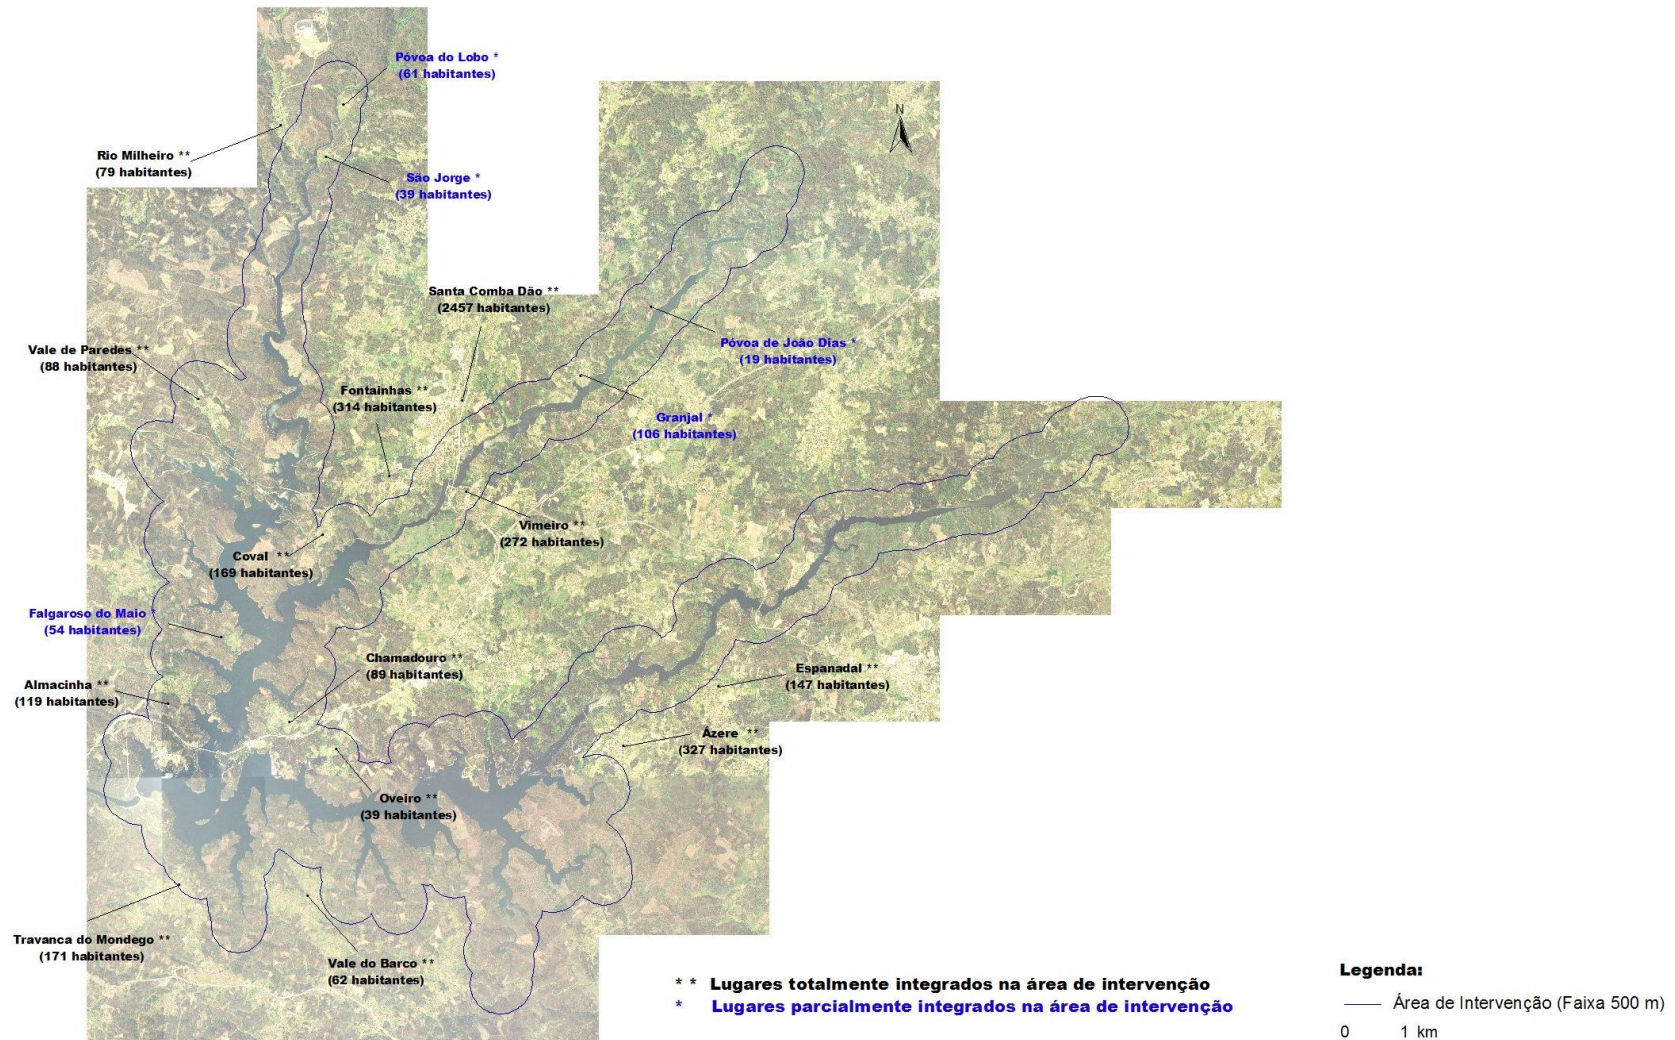 Póvoa do Lobo *
(61 habitantes)
N
Rio Milheiro **
(79 habitantes)
São Jorge *
(39 habitantes)
Santa Comba Dão **
(2457 habitantes)
Póvoa de João Dias *
(19 habitantes)
Vale de Paredes **
(88 habitantes)
Fontainhas **
(314 habitantes)
Granjal *
(106 habitantes)
Vimeiro **
(272 habitantes)
Coval **
(169 habitantes)
Falgaroso do Maio *
(54 habitantes)
Chamadouro **
(89 habitantes)
Espanadal **
(147 habitantes)
Almacinha **
(119 habitantes)
Ázere **
(327 habitantes)
Oveiro **
(39 habitantes)
Travanca do Mondego **
(171 habitantes)
Vale do Barco **
(62 habitantes)
* * Lugares totalmente integrados na área de intervenção
* Lugares parcialmente integrados na área de intervenção
Legenda:
Área de Intervenção (Faixa 500 m)
0 1 km